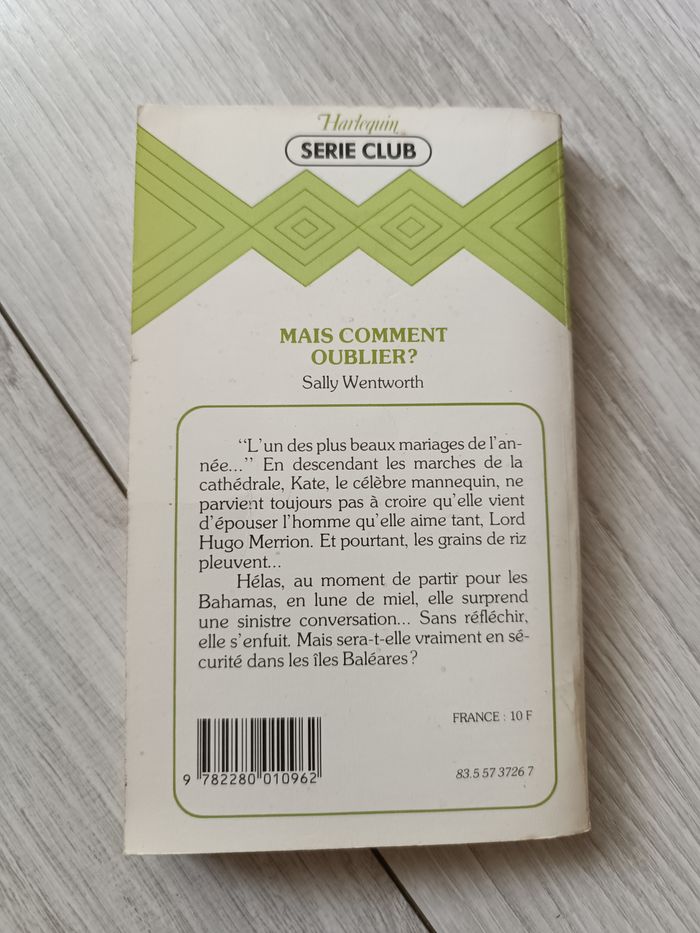 Harlequin
SERIE CLUB
MAIS COMMENT
OUBLIER?
Sally Wentworth
“L'un des plus beaux mariages de l'an-
née...” En descendant les marches de la
cathédrale, Kate, le célèbre mannequin, ne
parvient toujours pas à croire qu'elle vient
d'épouser l'homme qu'elle aime tant, Lord
Hugo Merrion. Et pourtant, les grains de riz
pleuvent...
Hélas, au moment de partir pour les
Bahamas, en lune de miel, elle surprend
une sinistre conversation... Sans réfléchir,
elle s'enfuit. Mais sera-t-elle vraiment en sé-
curité dans les îles Baléares?
FRANCE : 10 F
9 782280 010962
83.5 57 3726 7